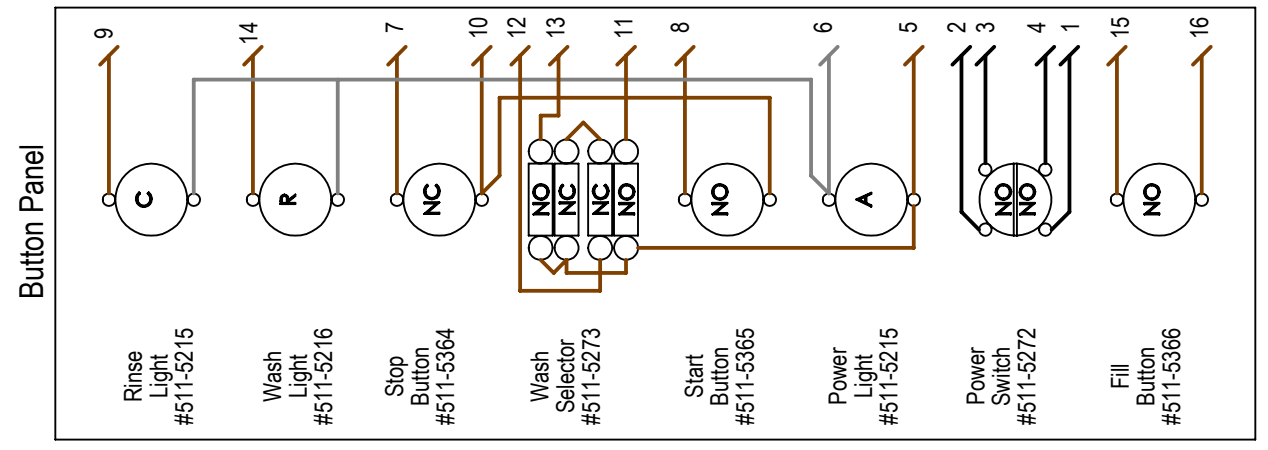 Button Panel
9
14
7
10
12
13
11
8
6
5
2
3
4
1
15
16
C
R
NC
NO
NC
NC
NO
NO
A
NO
NO
NO
Rinse
Light
#511-5215
Wash
Light
#511-5216
Stop
Button
#511-5364
Wash
Selector
#511-5273
Start
Button
#511-5365
Power
Light
#511-5215
Power
Switch
#511-5272
Fill
Button
#511-5366